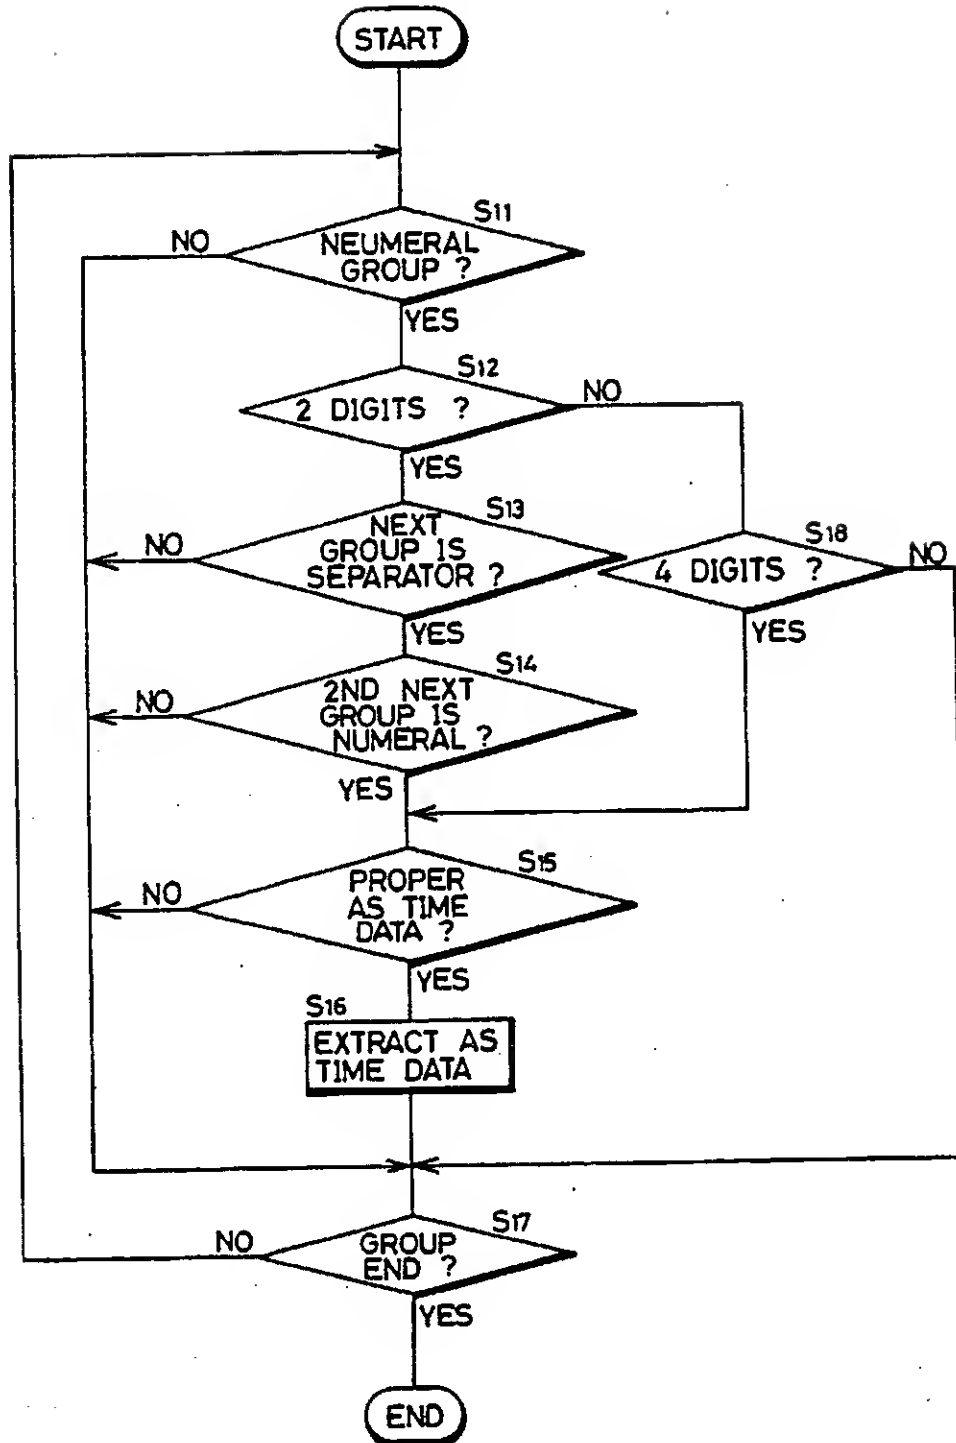 START
S11
NO
NEUMERAL
GROUP ?
YES
S12
2 DIGITS ?
NO
YES
S13
NO
NEXT
GROUP IS
SEPARATOR ?
YES
S18
4 DIGITS ?
NO
YES
S14
NO
2ND NEXT
GROUP IS
NUMERAL ?
YES
S15
NO
PROPER
AS TIME
DATA ?
YES
S16
EXTRACT AS
TIME DATA
S17
NO
GROUP
END ?
YES
END